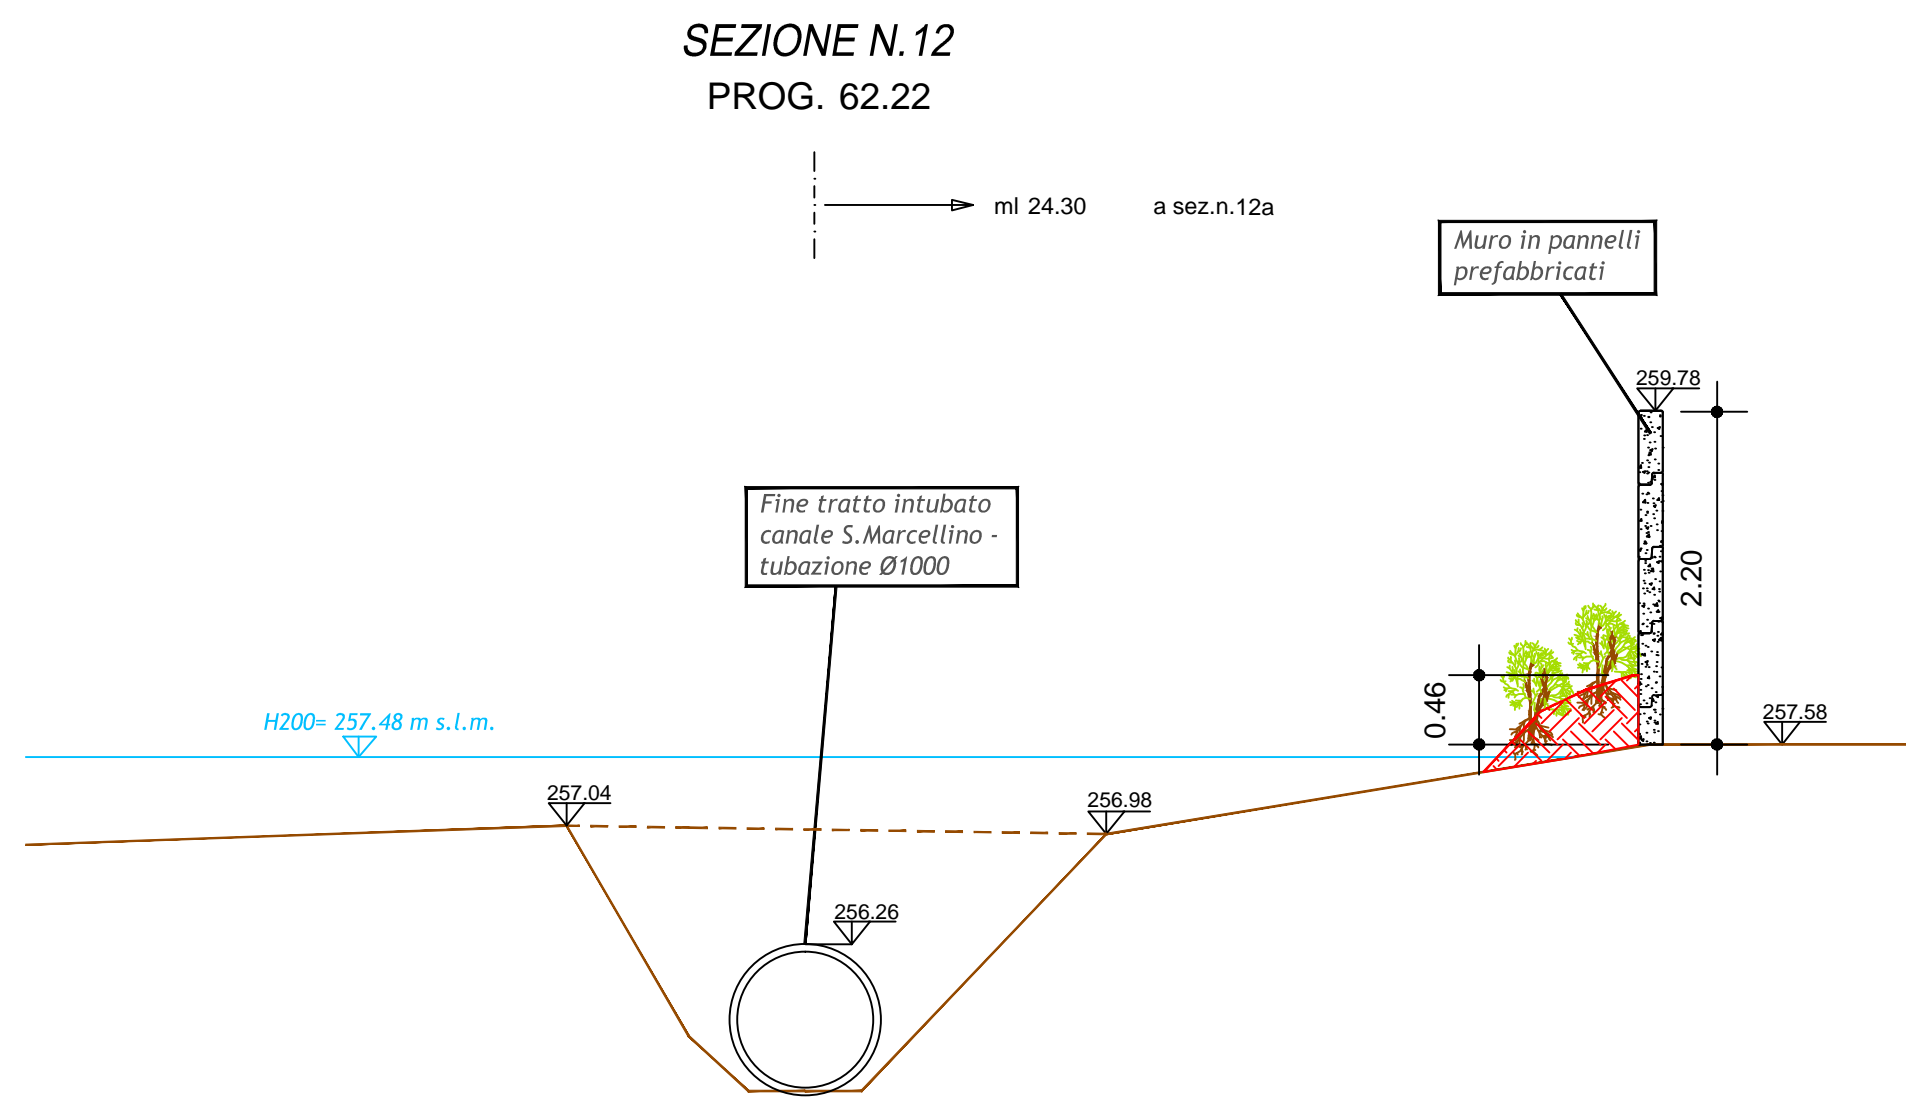 SEZIONE N.12
PROG. 62.22
ml 24.30 a sez.n.12a
Muro in pannelli
prefabbricati
259.78
Fine tratto intubato
canale S.Marcellino -
tubazione Ø1000
2.20
0.46
H200= 257.48 m s.l.m.
257.58
257.04
256.98
256.26